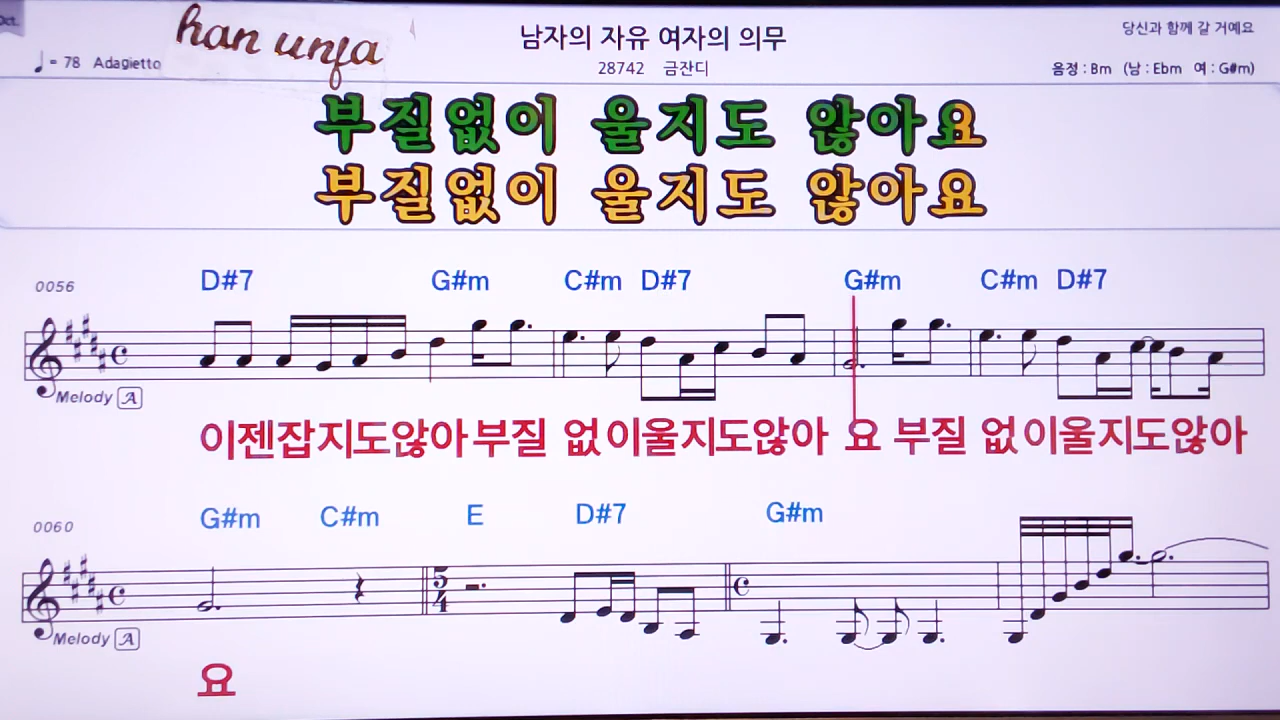 Oct.
han unja
남자의 자유 여자의 의무
당신과 함께 갈 거예요
♩= 78 Adagietto
28742 금잔디
음정 : Bm (남 : Ebm 여 : G#m)
부질없이 울지도 않아요
부질없이 울지도 않아요
0056
D#7 G#m C#m D#7 G#m C#m D#7
Melody A
이젠잡지도않아부질 없이울지도않아 요 부질 없이울지도않아
0060
G#m C#m E D#7 G#m
5
4
Melody A
요